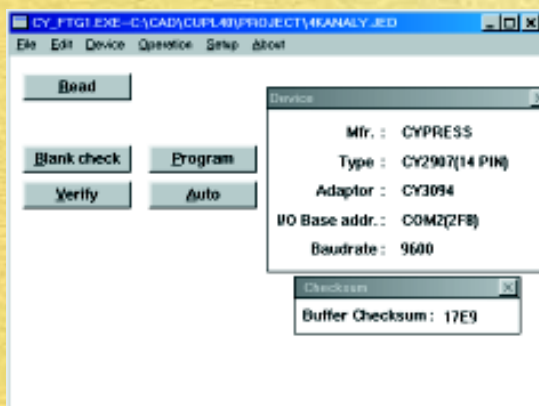 CY_FTG1.EXE--C:\CAD\CUPL40\PROJECT\4KANALY.JED
File Edit Device Operation Setup About
Read
Blank check Program
Verify Auto
Device
Mfr. : CYPRESS
Type : CY2907(14 PIN)
Adaptor : CY3094
I/O Base addr. : COM2(2F8)
Baudrate : 9600
Checksum
Buffer Checksum : 17E9